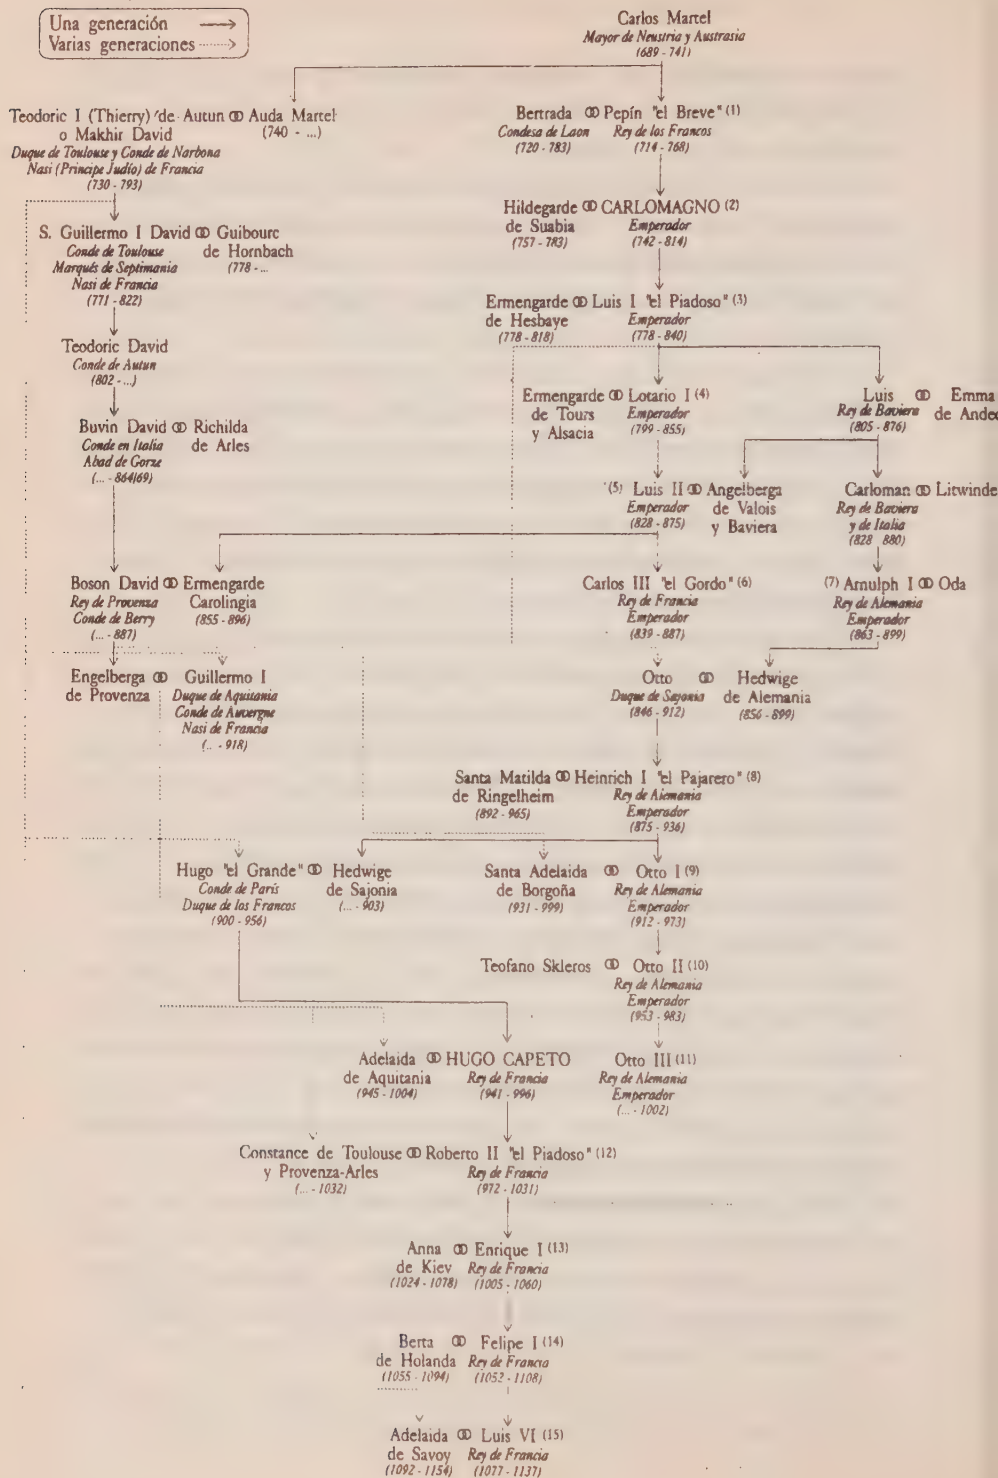 Una generación
Varias generaciones
Carlos Martel
Mayor de Neustria y Austrasia
(689 - 741)
Teodoric I (Thierry) de Autun ⚭ Auda Martel
o Makhir David (740 - ...)
Duque de Toulouse y Conde de Narbona
Nasi (Principe Judío) de Francia
(730 - 793)
Bertrada ⚭ Pepín "el Breve" (1)
Condesa de Laon Rey de los Francos
(720 - 783) (714 - 768)
Hildegarde ⚭ CARLOMAGNO (2)
de Suabia Emperador
(757 - 783) (742 - 814)
S. Guillermo I David ⚭ Guibourc
Conde de Toulouse de Hornbach
Marqués de Septimania (778 - ...
Nasi de Francia
(771 - 822)
Ermengarde ⚭ Luis I "el Piadoso" (3)
de Hesbaye Emperador
(778 - 818) (778 - 840)
Teodoric David
Conde de Autun
(802 - ...)
Ermengarde ⚭ Lotario I (4)
de Tours Emperador
y Alsacia (799 - 855)
Luis ⚭ Emma
Rey de Baviera de Andec
(805 - 876)
Buvin David ⚭ Richilda
Conde en Italia de Arles
Abad de Gorze
(... - 864/69)
(5) Luis II ⚭ Angelberga
Emperador de Valois
(828 - 875) y Baviera
Carloman ⚭ Litwinde
Rey de Baviera
y de Italia
(828 880)
Boson David ⚭ Ermengarde
Rey de Provenza Carolingia
Conde de Berry (855 - 896)
(... - 887)
Carlos III "el Gordo" (6)
Rey de Francia
Emperador
(839 - 887)
(7) Arnulph I ⚭ Oda
Rey de Alemania
Emperador
(863 - 899)
Engelberga ⚭ Guillermo I
de Provenza Duque de Aquitania
Conde de Auvergne
Nasi de Francia
(... - 918)
Otto ⚭ Hedwige
Duque de Sajonia de Alemania
(846 - 912) (856 - 899)
Santa Matilda ⚭ Heinrich I "el Pajarero" (8)
de Ringelheim Rey de Alemania
(892 - 965) Emperador
(875 - 936)
Hugo "el Grande" ⚭ Hedwige
Conde de París de Sajonia
Duque de los Francos (... - 903)
(900 - 956)
Santa Adelaida ⚭ Otto I (9)
de Borgoña Rey de Alemania
(931 - 999) Emperador
(912 - 973)
Teofano Skleros ⚭ Otto II (10)
Rey de Alemania
Emperador
(953 - 983)
Adelaida ⚭ HUGO CAPETO
de Aquitania Rey de Francia
(945 - 1004) (941 - 996)
Otto III (11)
Rey de Alemania
Emperador
(... - 1002)
Constance de Toulouse ⚭ Roberto II "el Piadoso" (12)
y Provenza-Arles Rey de Francia
(... - 1032) (972 - 1031)
Anna ⚭ Enrique I (13)
de Kiev Rey de Francia
(1024 - 1078) (1005 - 1060)
Berta ⚭ Felipe I (14)
de Holanda Rey de Francia
(1055 - 1094) (1052 - 1108)
Adelaida ⚭ Luis VI (15)
de Savoy Rey de Francia
(1092 - 1154) (1077 - 1137)